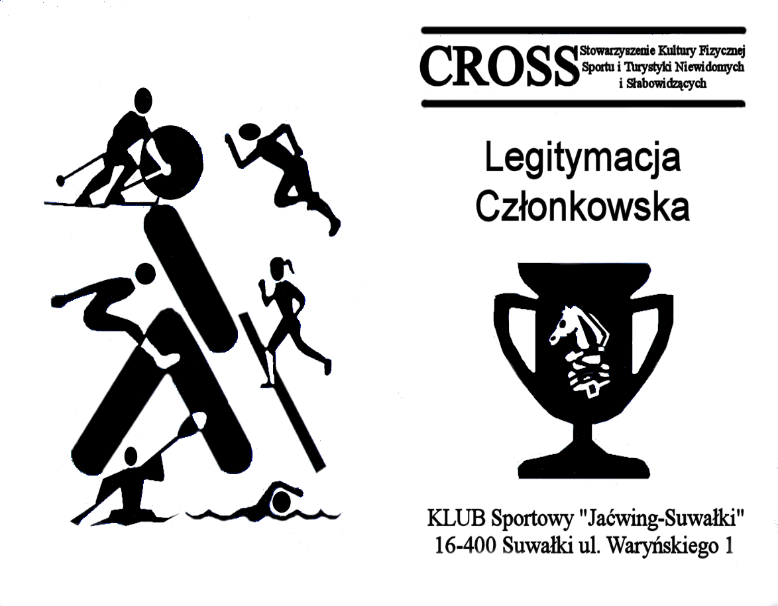 CROSS
Stowarzyszenie Kultury Fizycznej
Sportu i Turystyki Niewidomych
i Słabowidzących
Legitymacja
Członkowska
KLUB Sportowy "Jaćwing-Suwałki"
16-400 Suwałki ul. Waryńskiego 1